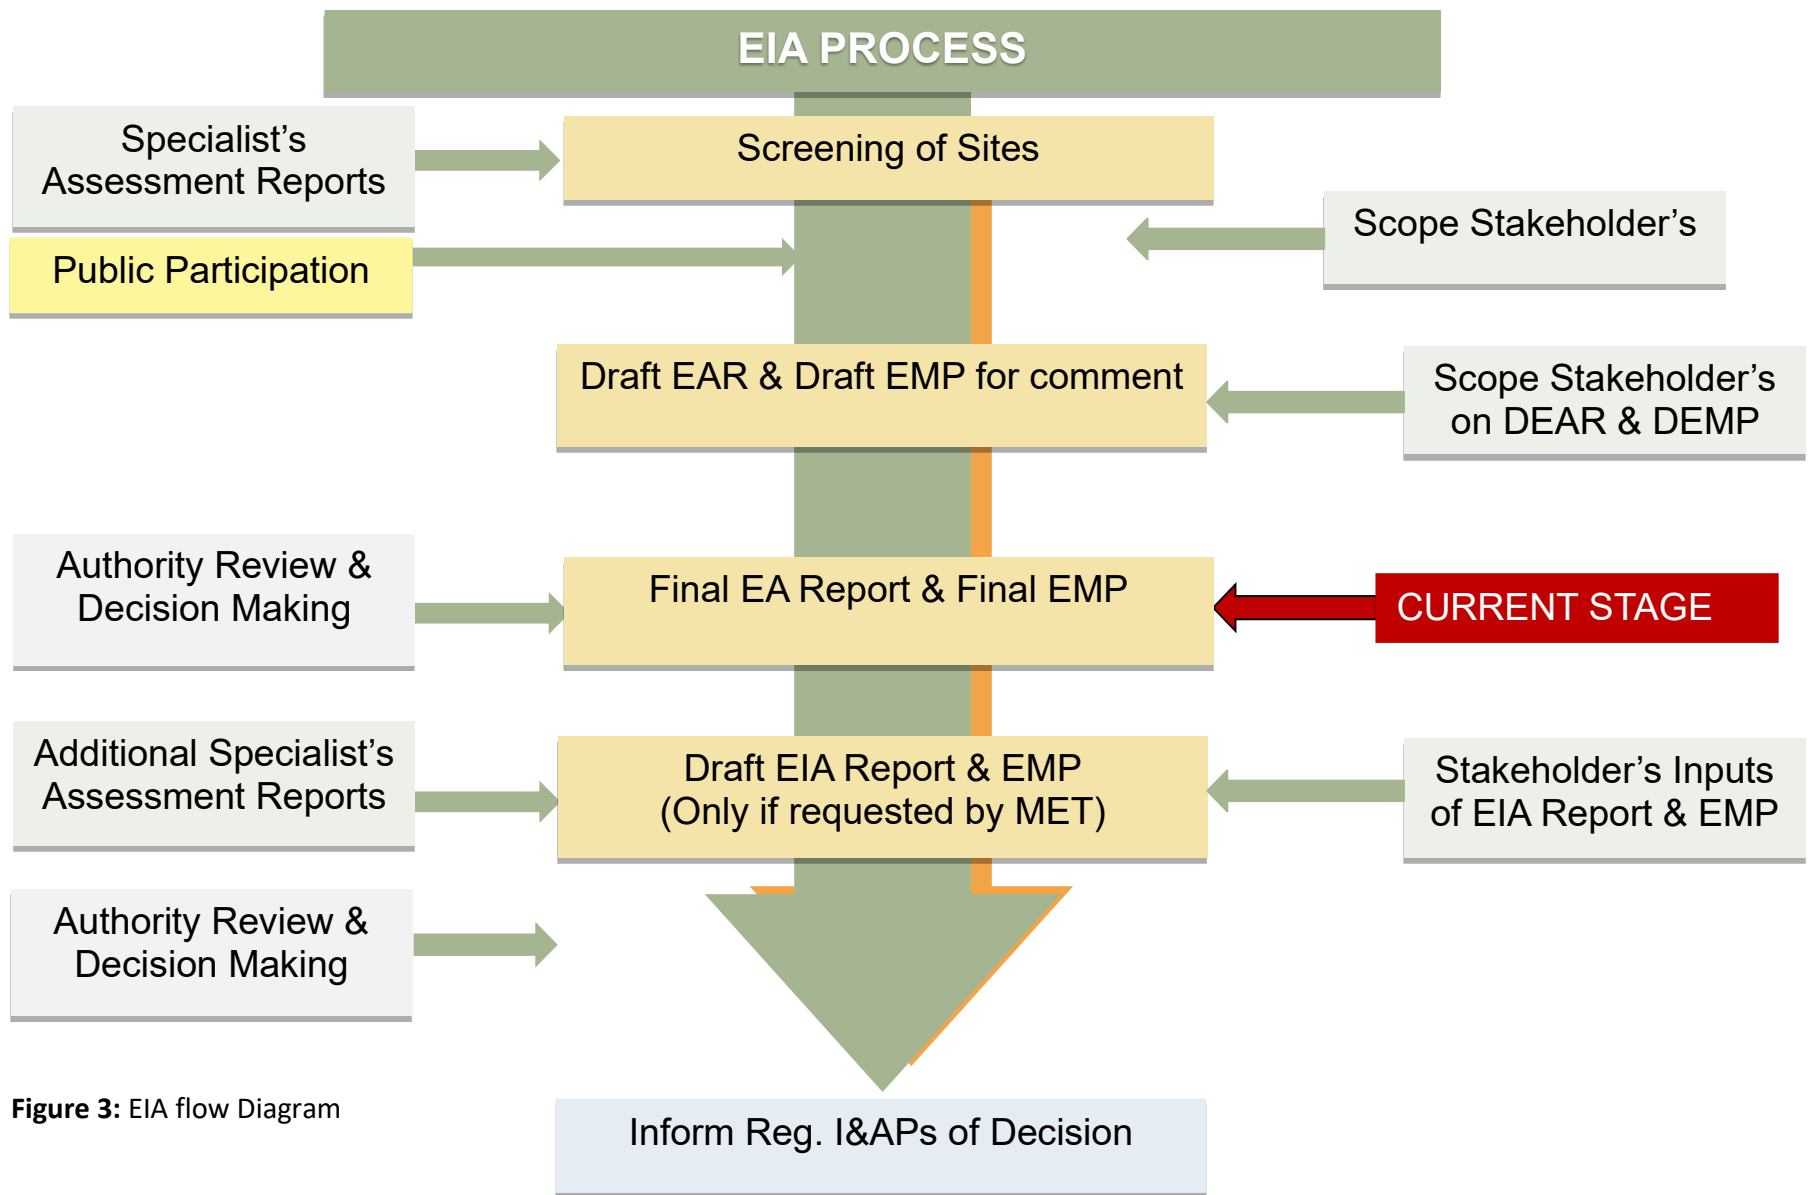 EIA PROCESS
Specialist’s
Assessment Reports
Screening of Sites
Scope Stakeholder’s
Public Participation
Draft EAR & Draft EMP for comment
Scope Stakeholder’s
on DEAR & DEMP
Authority Review &
Decision Making
Final EA Report & Final EMP
CURRENT STAGE
Additional Specialist’s
Assessment Reports
Draft EIA Report & EMP
(Only if requested by MET)
Stakeholder’s Inputs
of EIA Report & EMP
Authority Review &
Decision Making
Figure 3: EIA flow Diagram
Inform Reg. I&APs of Decision